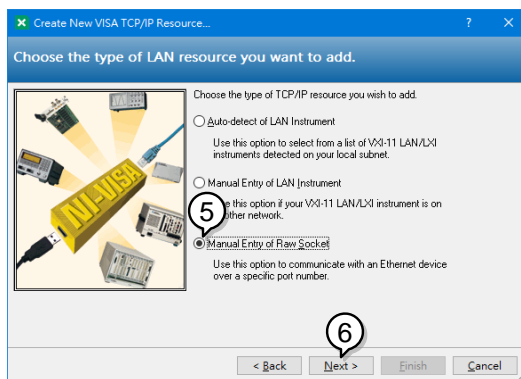 Create New VISA TCP/IP Resource...
?
Choose the type of LAN resource you want to add.
Choose the type of TCP/IP resource you wish to add.
Auto-detect of LAN Instrument
Use this option to select from a list of VXI-11 LAN/LXI
instruments detected on your local subnet.
Manual Entry of LAN Instrument
this option if your VXI-11 LAN/LXI instrument is on
other network.
5
Manual Entry of Raw Socket
Use this option to communicate with an Ethernet device
over a specific port number.
NI-VISA
6
< Back
Next >
Finish
Cancel